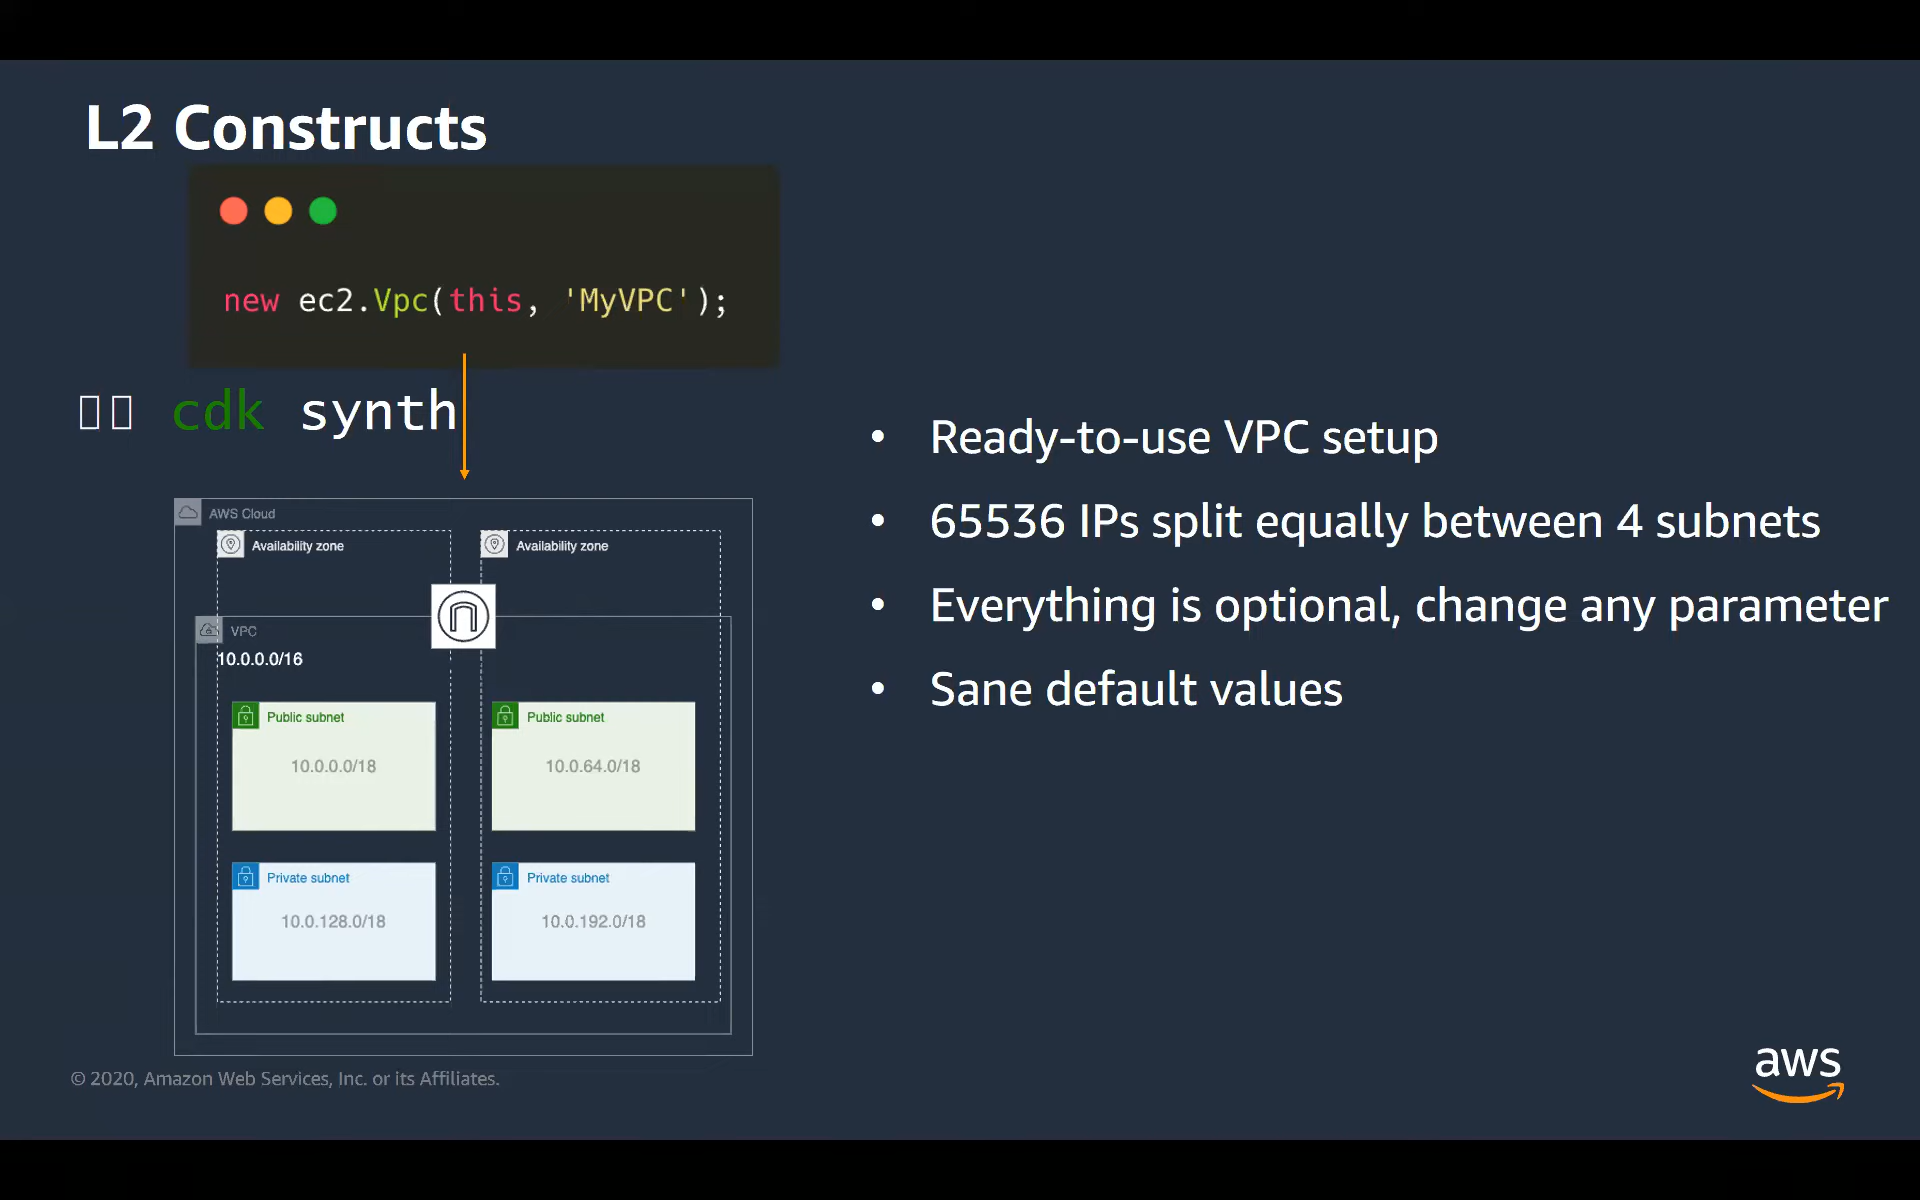 L2 Constructs
new ec2.Vpc(this, 'MyVPC');
cdk synth
AWS Cloud
Availability zone
Availability zone
VPC
10.0.0.0/16
Public subnet
10.0.0.0/18
Public subnet
10.0.64.0/18
Private subnet
10.0.128.0/18
Private subnet
10.0.192.0/18
• Ready-to-use VPC setup
• 65536 IPs split equally between 4 subnets
• Everything is optional, change any parameter
• Sane default values
© 2020, Amazon Web Services, Inc. or its Affiliates.
aws